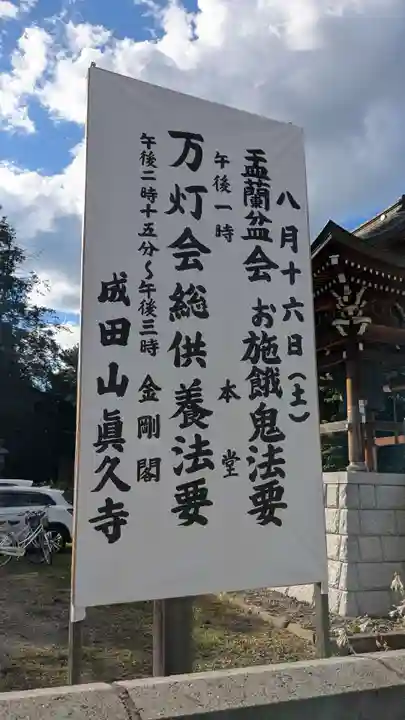 八月十六日（土）
盂蘭盆会 お施餓鬼法要
午後一時 本堂
万灯会総供養法要
午後二時十五分〜午後三時 金剛閣
成田山眞久寺